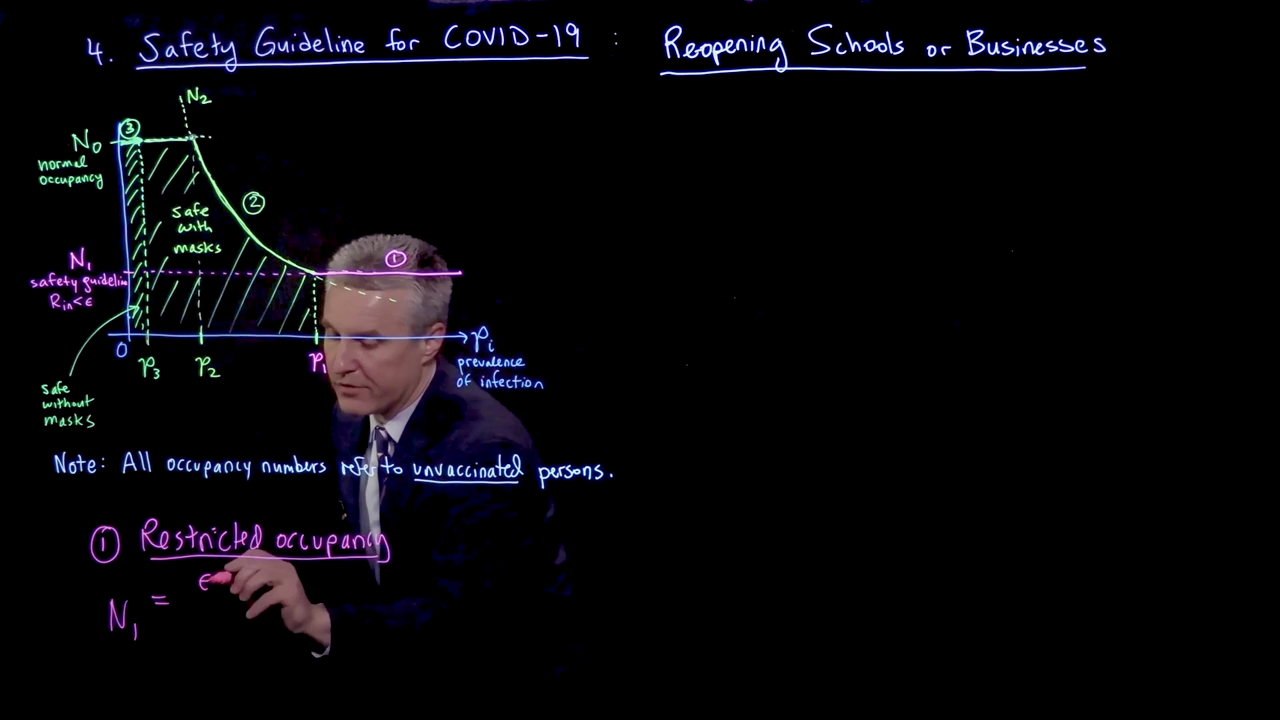 4. Safety Guideline for COVID-19 : Reopening Schools or Businesses
N₂
③
N₀
normal
occupancy
②
safe
with
masks
N₁
①
safety guideline
Rᵢₙ<ε
0
p₃
p₂
p₁
pᵢ
prevalence
of infection
safe
without
masks
Note: All occupancy numbers refer to unvaccinated persons.
① Restricted occupancy
N₁ = ε